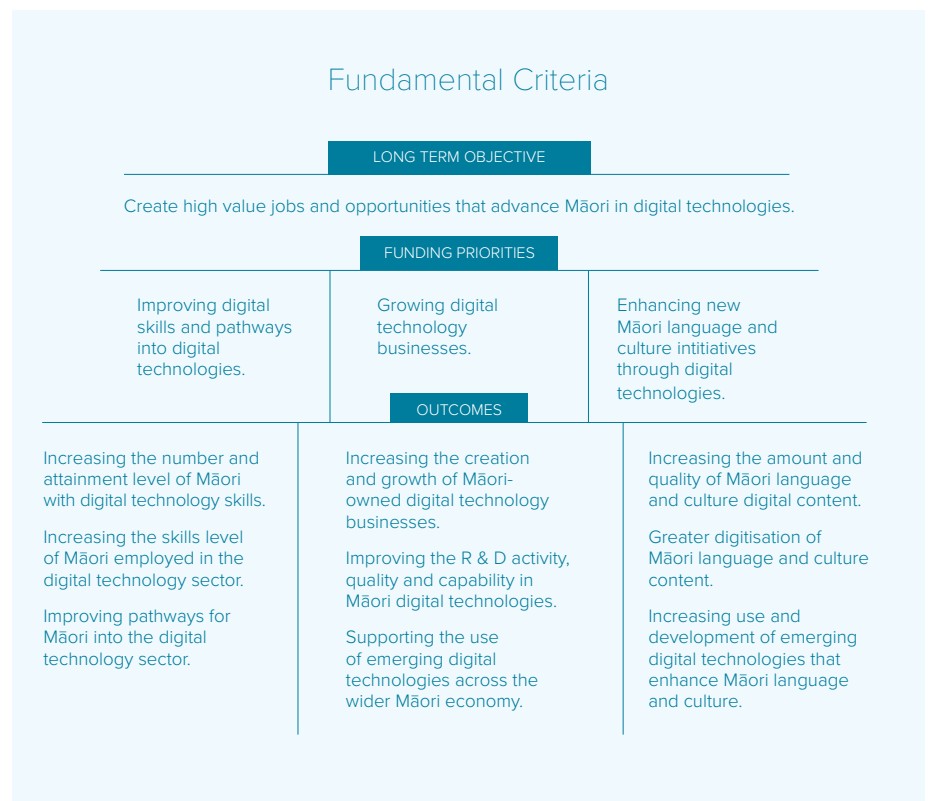 Fundamental Criteria
LONG TERM OBJECTIVE
Create high value jobs and opportunities that advance Māori in digital technologies.
FUNDING PRIORITIES
Improving digital
skills and pathways
into digital
technologies.
Growing digital
technology
businesses.
Enhancing new
Māori language and
culture intitiatives
through digital
technologies.
OUTCOMES
Increasing the number and
attainment level of Māori
with digital technology skills.
Increasing the skills level
of Māori employed in the
digital technology sector.
Improving pathways for
Māori into the digital
technology sector.
Increasing the creation
and growth of Māori-
owned digital technology
businesses.
Improving the R & D activity,
quality and capability in
Māori digital technologies.
Supporting the use
of emerging digital
technologies across the
wider Māori economy.
Increasing the amount and
quality of Māori language
and culture digital content.
Greater digitisation of
Māori language and culture
content.
Increasing use and
development of emerging
digital technologies that
enhance Māori language
and culture.